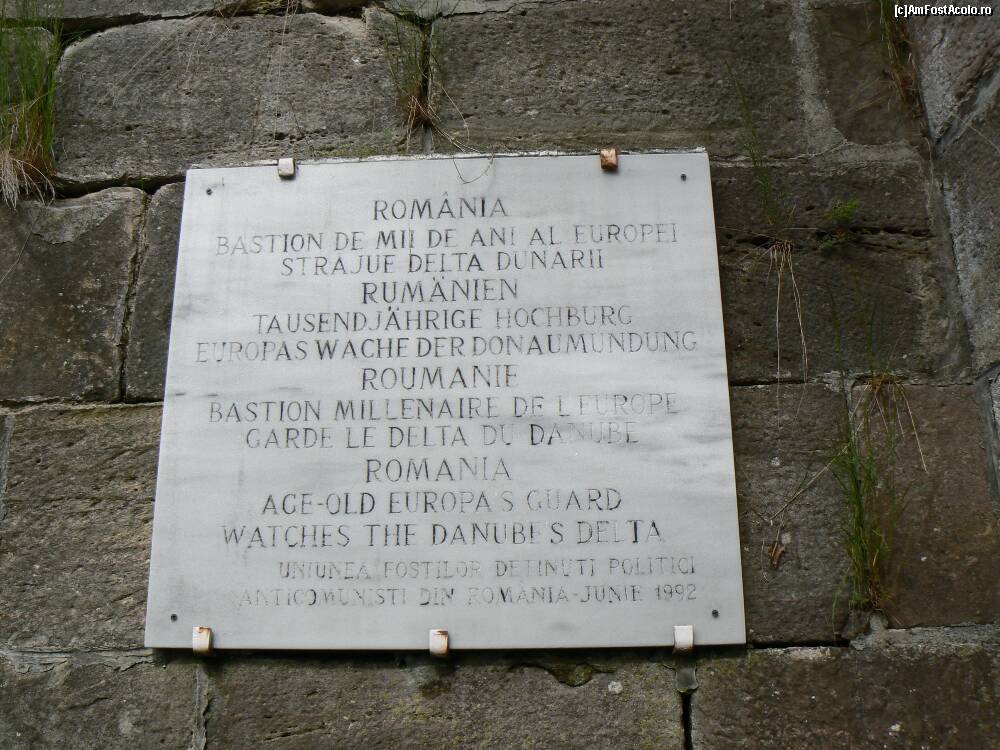 [c]AmFostAcolo.ro
ROMÂNIA
BASTION DE MII DE ANI AL EUROPEI
STRAJUE DELTA DUNARII
RUMÄNIEN
TAUSENDJÄHRIGE HOCHBURG
EUROPAS WACHE DER DONAUMUNDUNG
ROUMANIE
BASTION MILLENAIRE DE L'EUROPE
GARDE LE DELTA DU DANUBE
ROMANIA
AGE-OLD EUROPA'S GUARD
WATCHES THE DANUBE'S DELTA
UNIUNEA FOSTILOR DETINUTI POLITICI
ANTICOMUNISTI DIN ROMANIA-JUNIE 1992